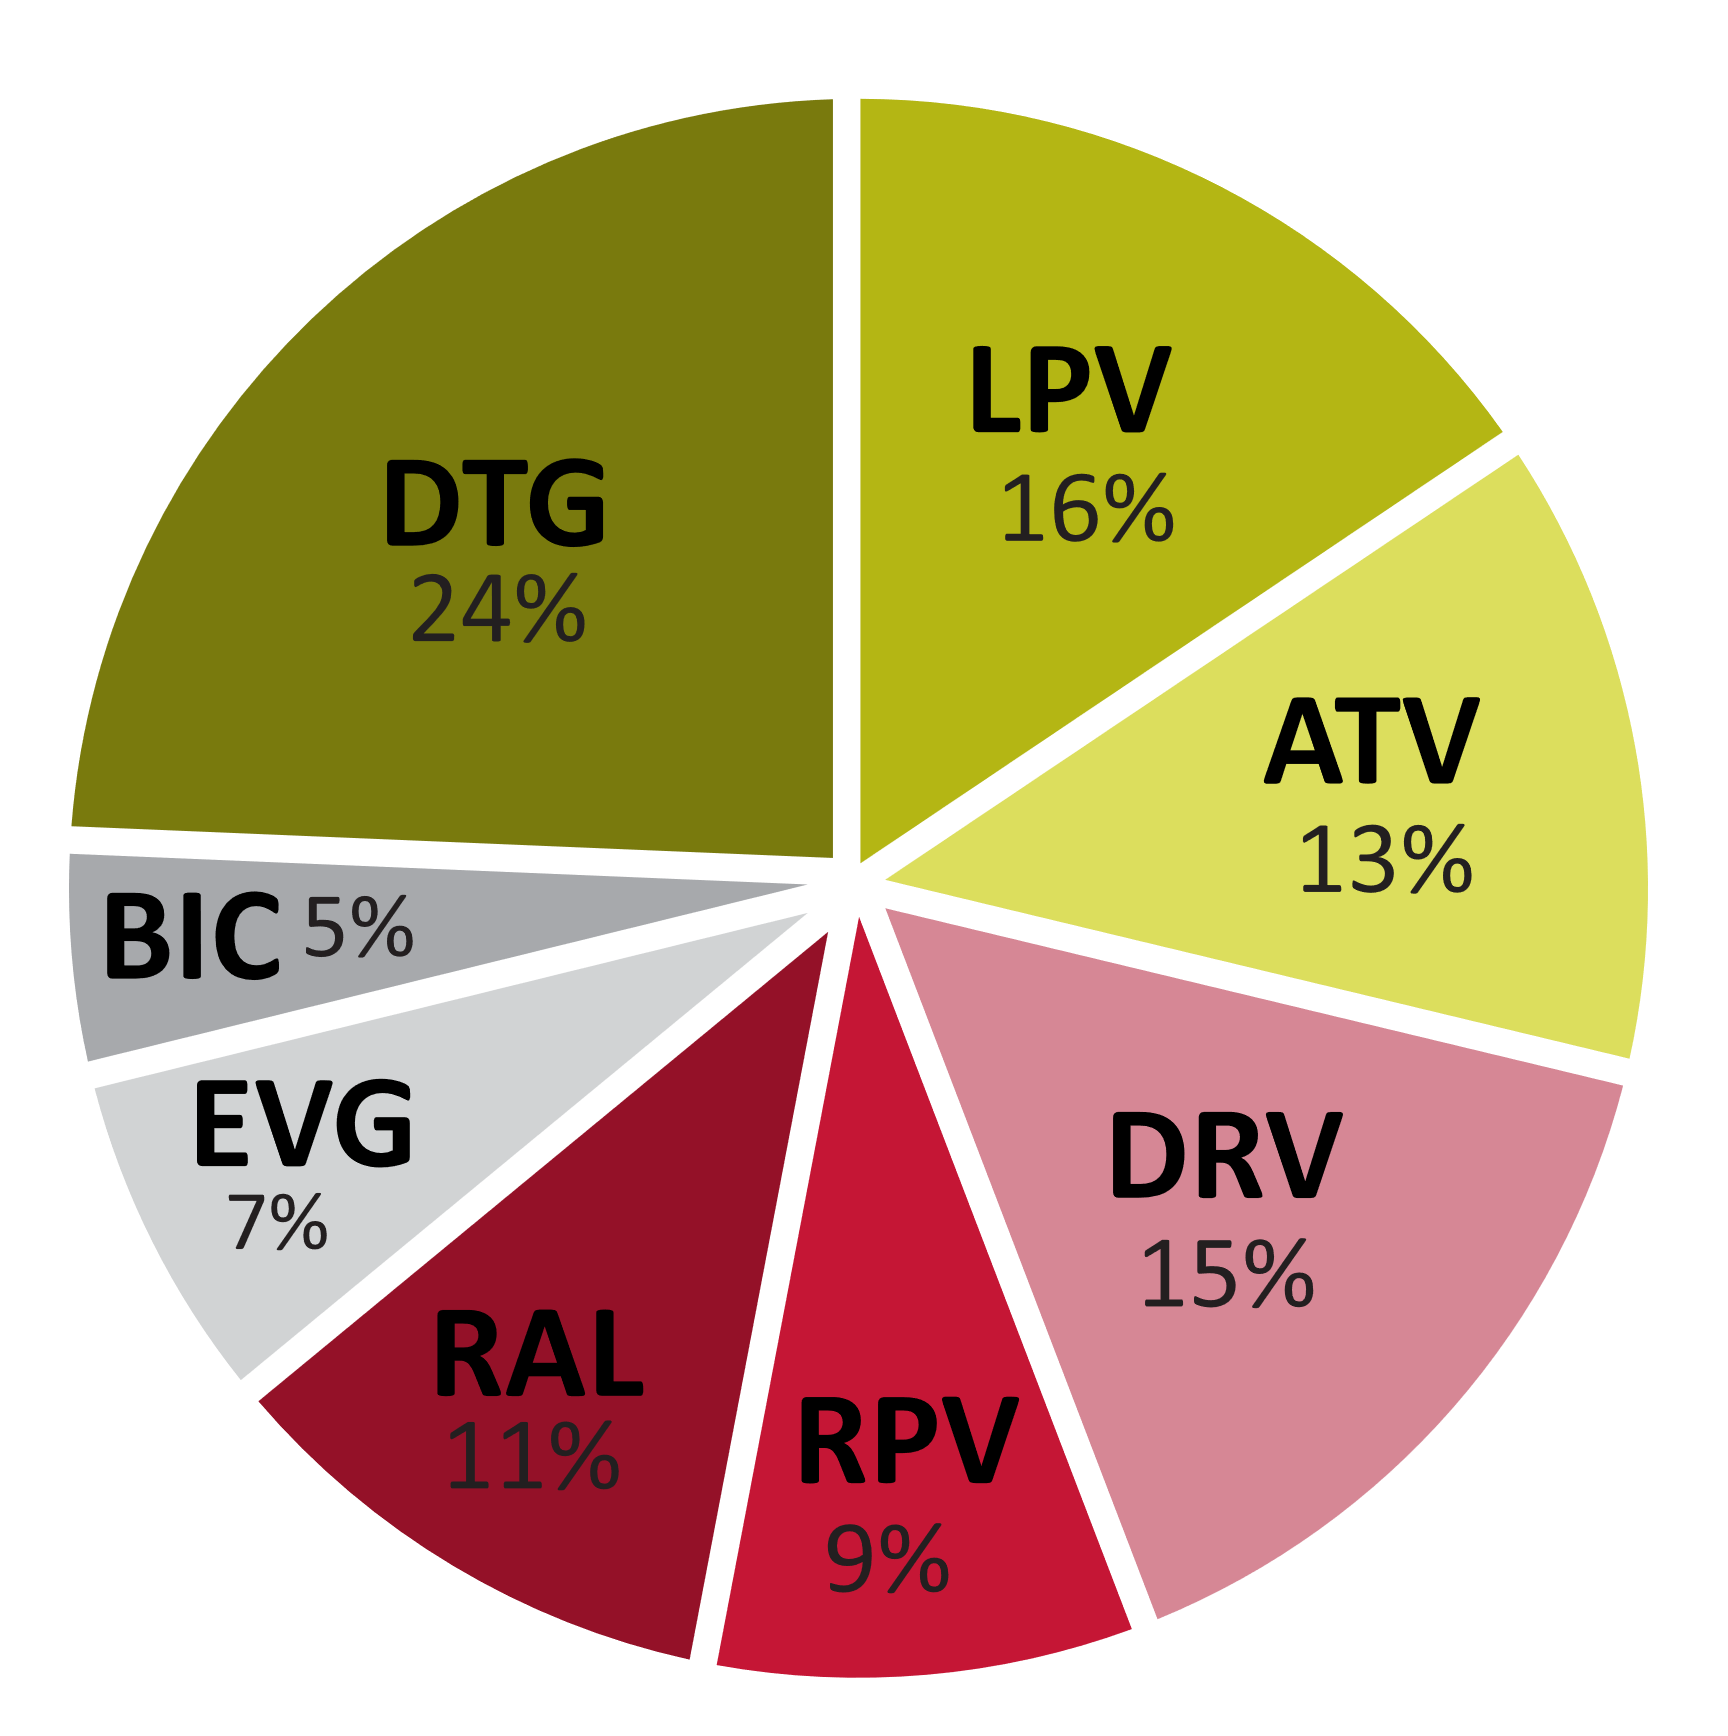 LPV
16%
ATV
13%
DRV
15%
RPV
9%
RAL
11%
EVG
7%
BIC 5%
DTG
24%